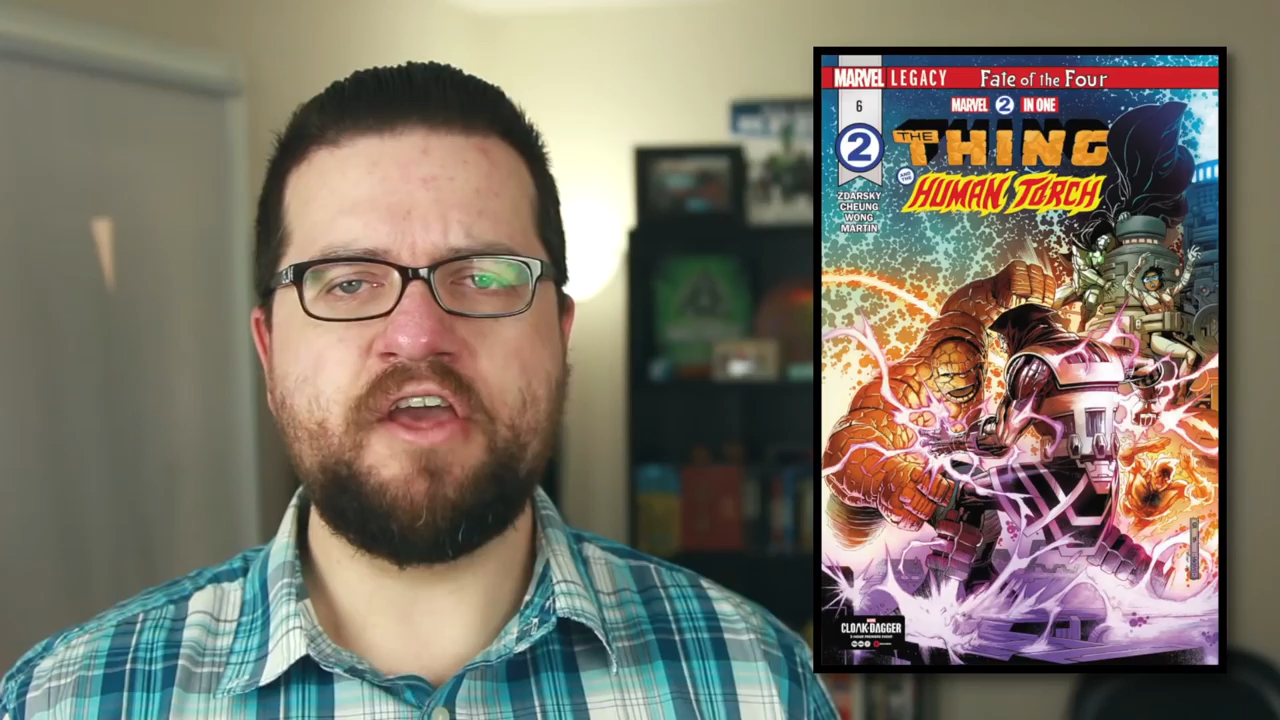 MARVEL LEGACY Fate of the Four
6
MARVEL 2 IN ONE
2
THE THING
AND THE
HUMAN TORCH
ZDARSKY
CHEUNG
WONG
MARTIN
CLOAK DAGGER